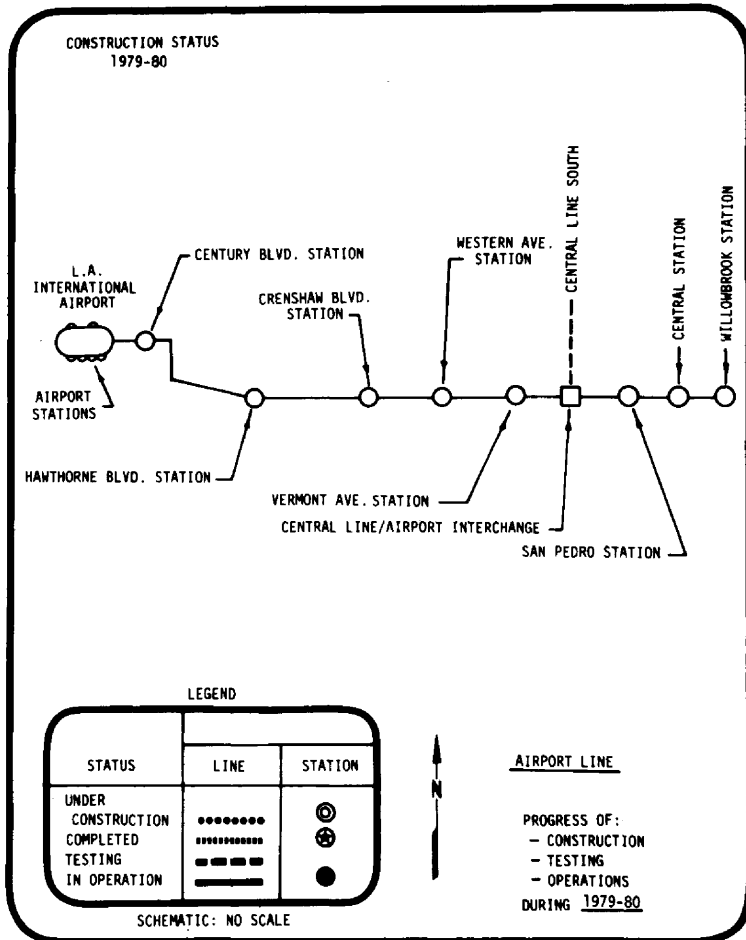 CONSTRUCTION STATUS
1979-80
CENTRAL LINE SOUTH
CENTRAL STATION
WILLOWBROOK STATION
WESTERN AVE.
STATION
CENTURY BLVD. STATION
L.A.
INTERNATIONAL
AIRPORT
CRENSHAW BLVD.
STATION
AIRPORT
STATIONS
HAWTHORNE BLVD. STATION
VERMONT AVE. STATION
CENTRAL LINE/AIRPORT INTERCHANGE
SAN PEDRO STATION
LEGEND
STATUS LINE STATION
UNDER
CONSTRUCTION
COMPLETED
TESTING
IN OPERATION
SCHEMATIC: NO SCALE
N
AIRPORT LINE
PROGRESS OF:
- CONSTRUCTION
- TESTING
- OPERATIONS
DURING 1979-80